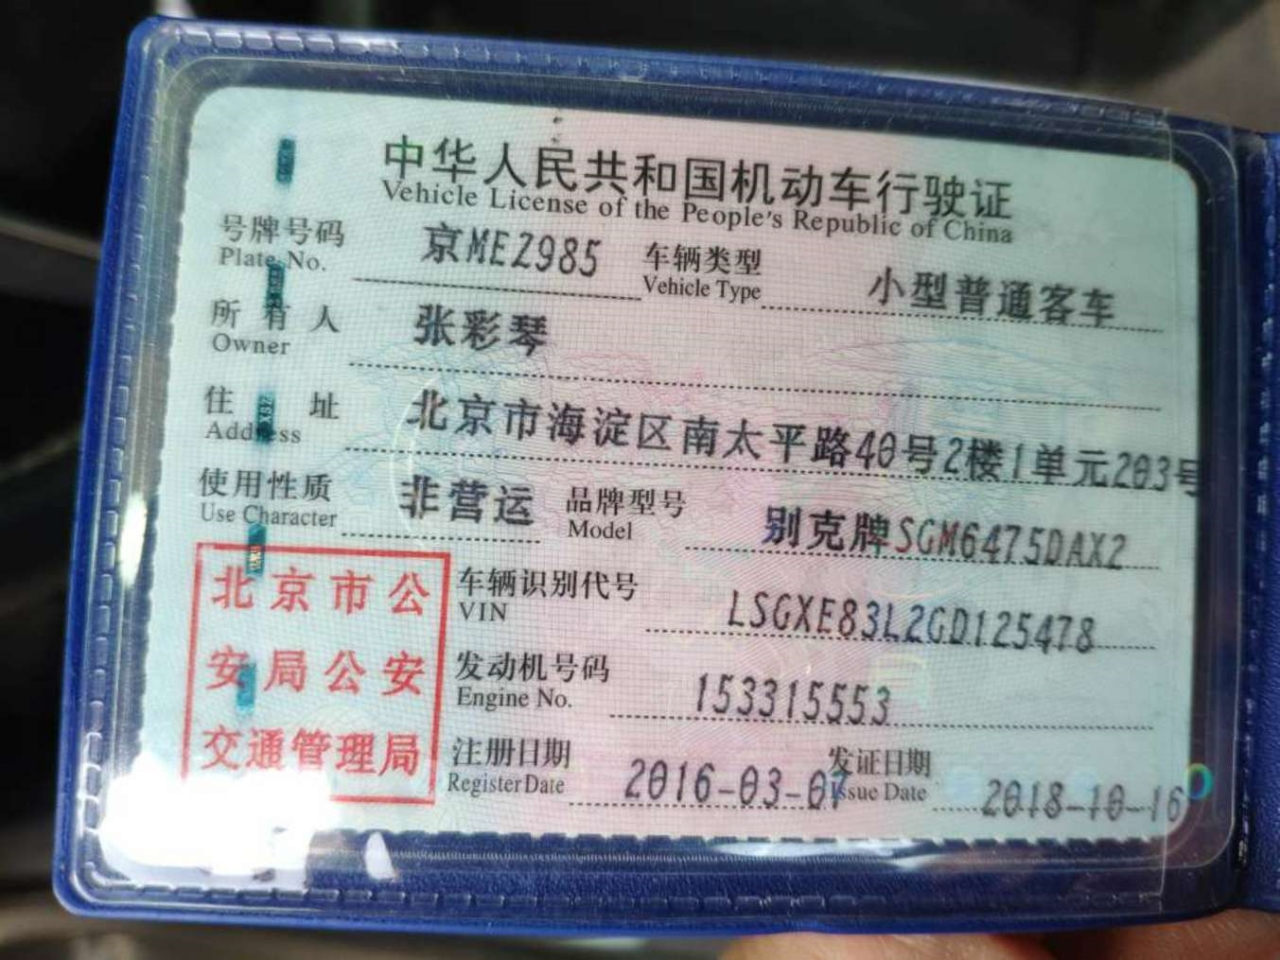 中华人民共和国机动车行驶证
Vehicle License of the People's Republic of China
号牌号码 京MEZ985 车辆类型 小型普通客车
Plate No. Vehicle Type
所有人 张彩琴
Owner
住址 北京市海淀区南太平路40号2楼1单元203号
Address
使用性质 非营运 品牌型号 别克牌SGM6475DAX2
Use Character Model
车辆识别代号 LSGXE83L2GD125478
VIN
发动机号码 153315553
Engine No.
注册日期 2016-03-07 发证日期 2018-10-16
Register Date Issue Date
北京市公
安局公安
交通管理局